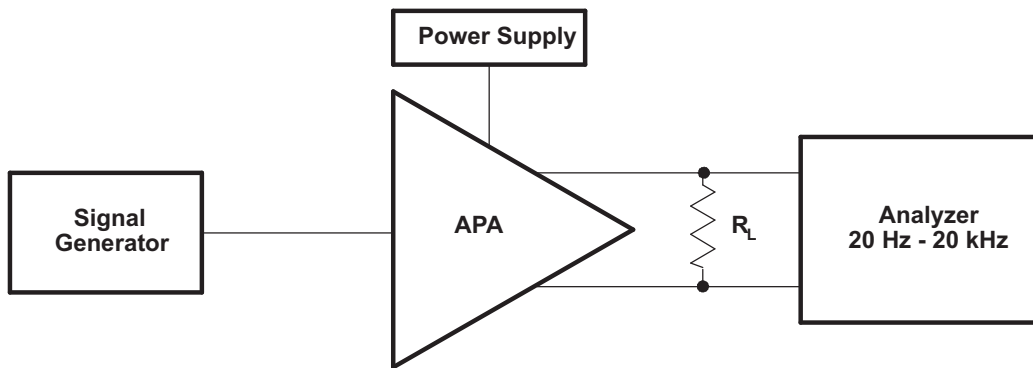 Power Supply
Signal
Generator
APA
RL
Analyzer
20 Hz - 20 kHz